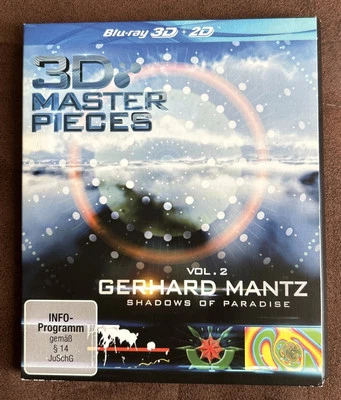 Blu-ray 3D + 2D
3D
MASTER
PIECES
VOL. 2
GERHARD MANTZ
SHADOWS OF PARADISE
INFO-
Programm
gemäß
§ 14
JuSchG